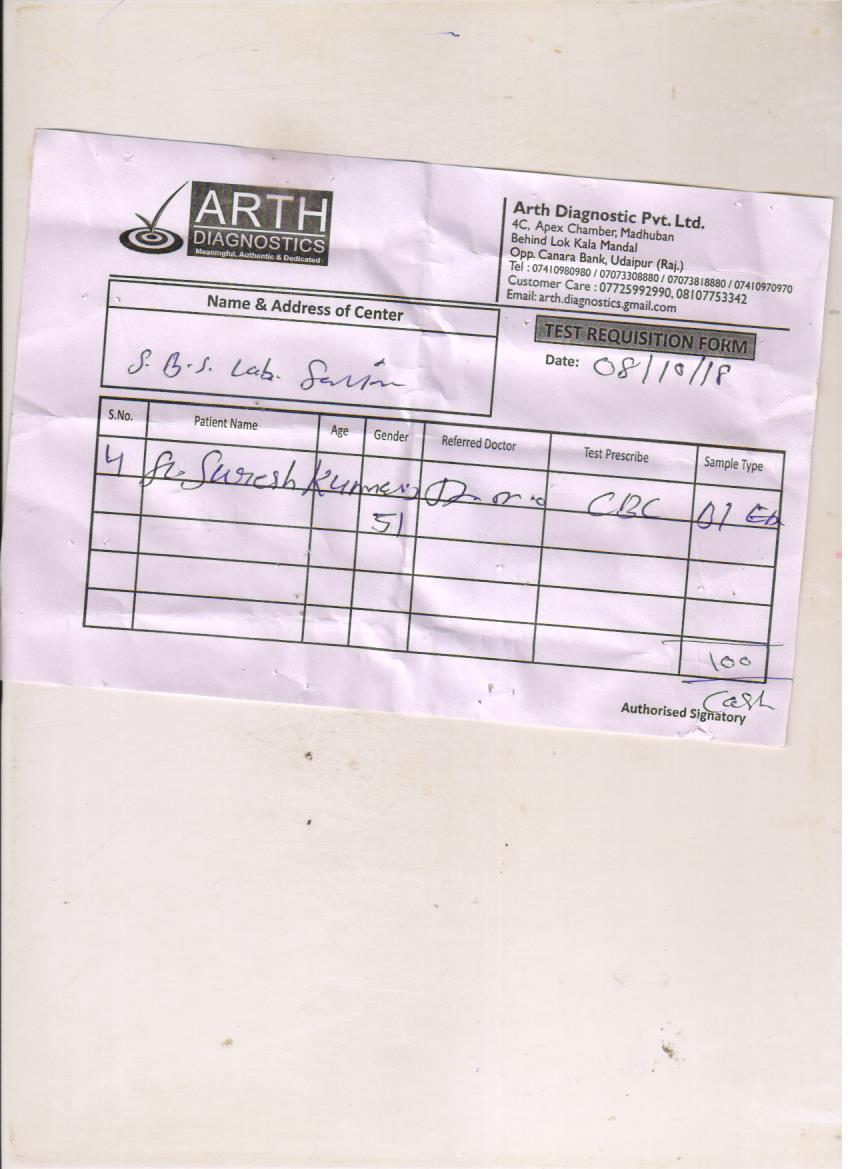 ARTH
DIAGNOSTICS
Meaningful, Authentic & Dedicated
Arth Diagnostic Pvt. Ltd.
4C, Apex Chamber, Madhuban
Behind Lok Kala Mandal
Opp. Canara Bank, Udaipur (Raj.)
Tel : 07410980980 / 07073308880 / 07073818880 / 07410970970
Customer Care : 07725992990, 08107753342
Email: arth.diagnostics.gmail.com
Name & Address of Center
S. B.S. Lab.
TEST REQUISITION FORM
Date: 08/10/18
S.No. Patient Name Age Gender Referred Doctor Test Prescribe Sample Type
4 Suresh Kumar CBC 01
51
100
Cash
Authorised Signatory